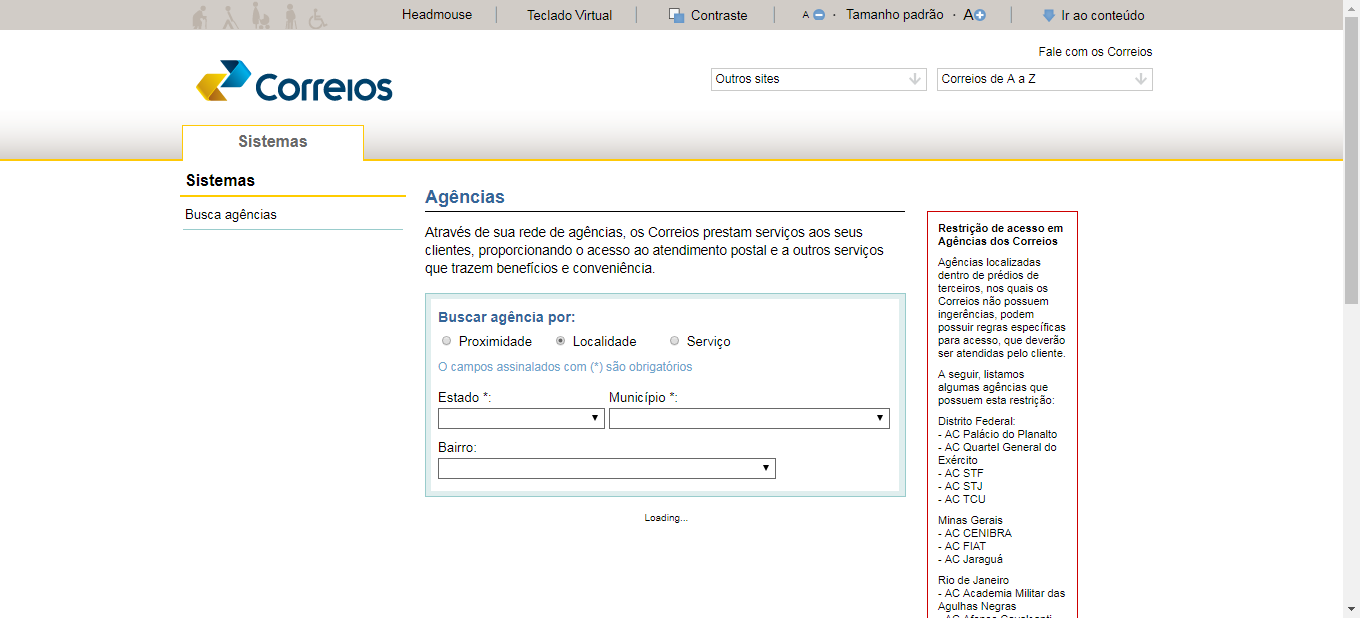 Headmouse
Teclado Virtual
Contraste
A · Tamanho padrão · A
Ir ao conteúdo
Fale com os Correios
Correios
Outros sites
Correios de A a Z
Sistemas
Sistemas
Busca agências
Agências
Através de sua rede de agências, os Correios prestam serviços aos seus
clientes, proporcionando o acesso ao atendimento postal e a outros serviços
que trazem benefícios e conveniência.
Buscar agência por:
Proximidade
Localidade
Serviço
O campos assinalados com (*) são obrigatórios
Estado *:
Município *:
Bairro:
Loading...
Restrição de acesso em
Agências dos Correios
Agências localizadas
dentro de prédios de
terceiros, nos quais os
Correios não possuem
ingerências, podem
possuir regras específicas
para acesso, que deverão
ser atendidas pelo cliente.
A seguir, listamos
algumas agências que
possuem esta restrição:
Distrito Federal:
- AC Palácio do Planalto
- AC Quartel General do
Exército
- AC STF
- AC STJ
- AC TCU
Minas Gerais
- AC CENIBRA
- AC FIAT
- AC Jaraguá
Rio de Janeiro
- AC Academia Militar das
Agulhas Negras